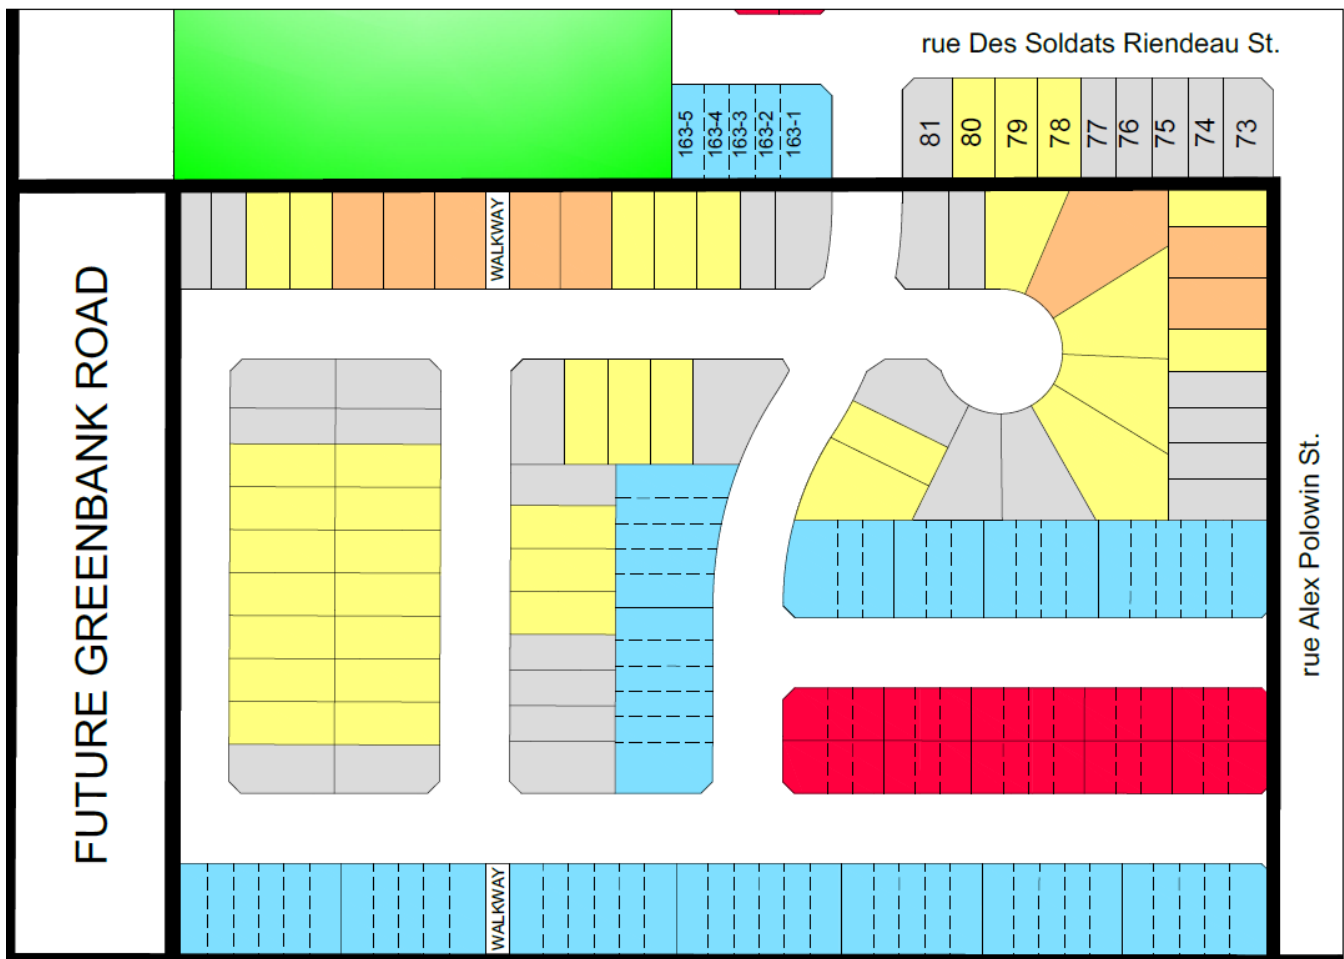 rue Des Soldats Riendeau St.
163-5
163-4
163-3
163-2
163-1
81
80
79
78
77
76
75
74
73
WALKWAY
FUTURE GREENBANK ROAD
rue Alex Polowin St.
WALKWAY